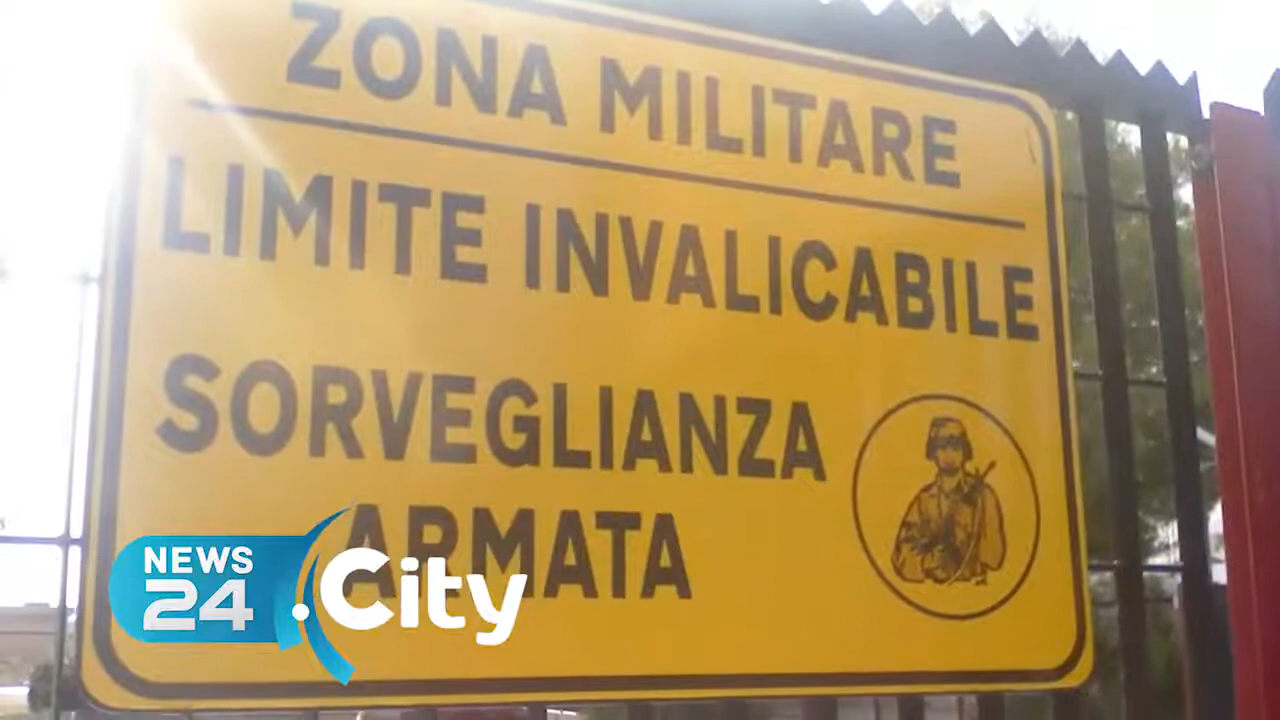 ZONA MILITARE
LIMITE INVALICABILE
SORVEGLIANZA
ARMATA
NEWS
24
.City